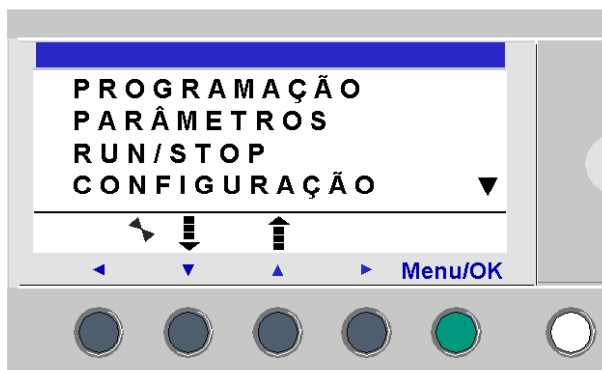 PROGRAMAÇÃO
PARÂMETROS
RUN/STOP
CONFIGURAÇÃO
Menu/OK